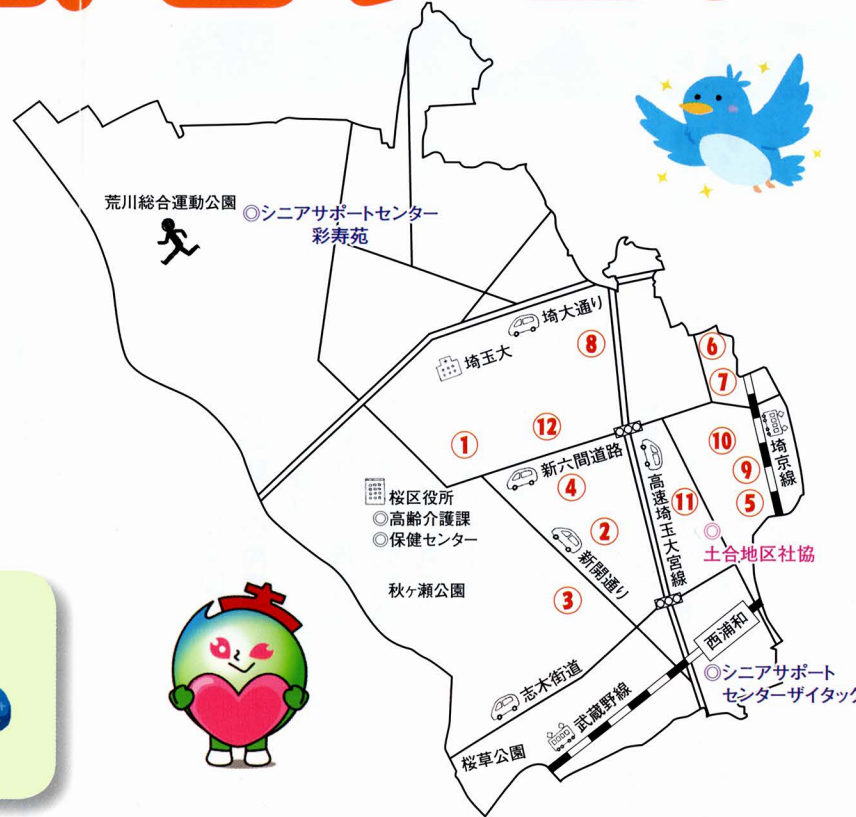 荒川総合運動公園
◎シニアサポートセンター
彩寿苑
埼大通り
埼玉大
⑧
⑥
⑦
①
⑫
⑩
埼京線
⑨
⑤
新六間道路
④
高速埼玉大宮線
⑪
桜区役所
◎高齢介護課
◎保健センター
②
新開通り
◎
土合地区社協
秋ヶ瀬公園
③
西浦和
◎シニアサポート
センターザイタック
志木街道
武蔵野線
桜草公園